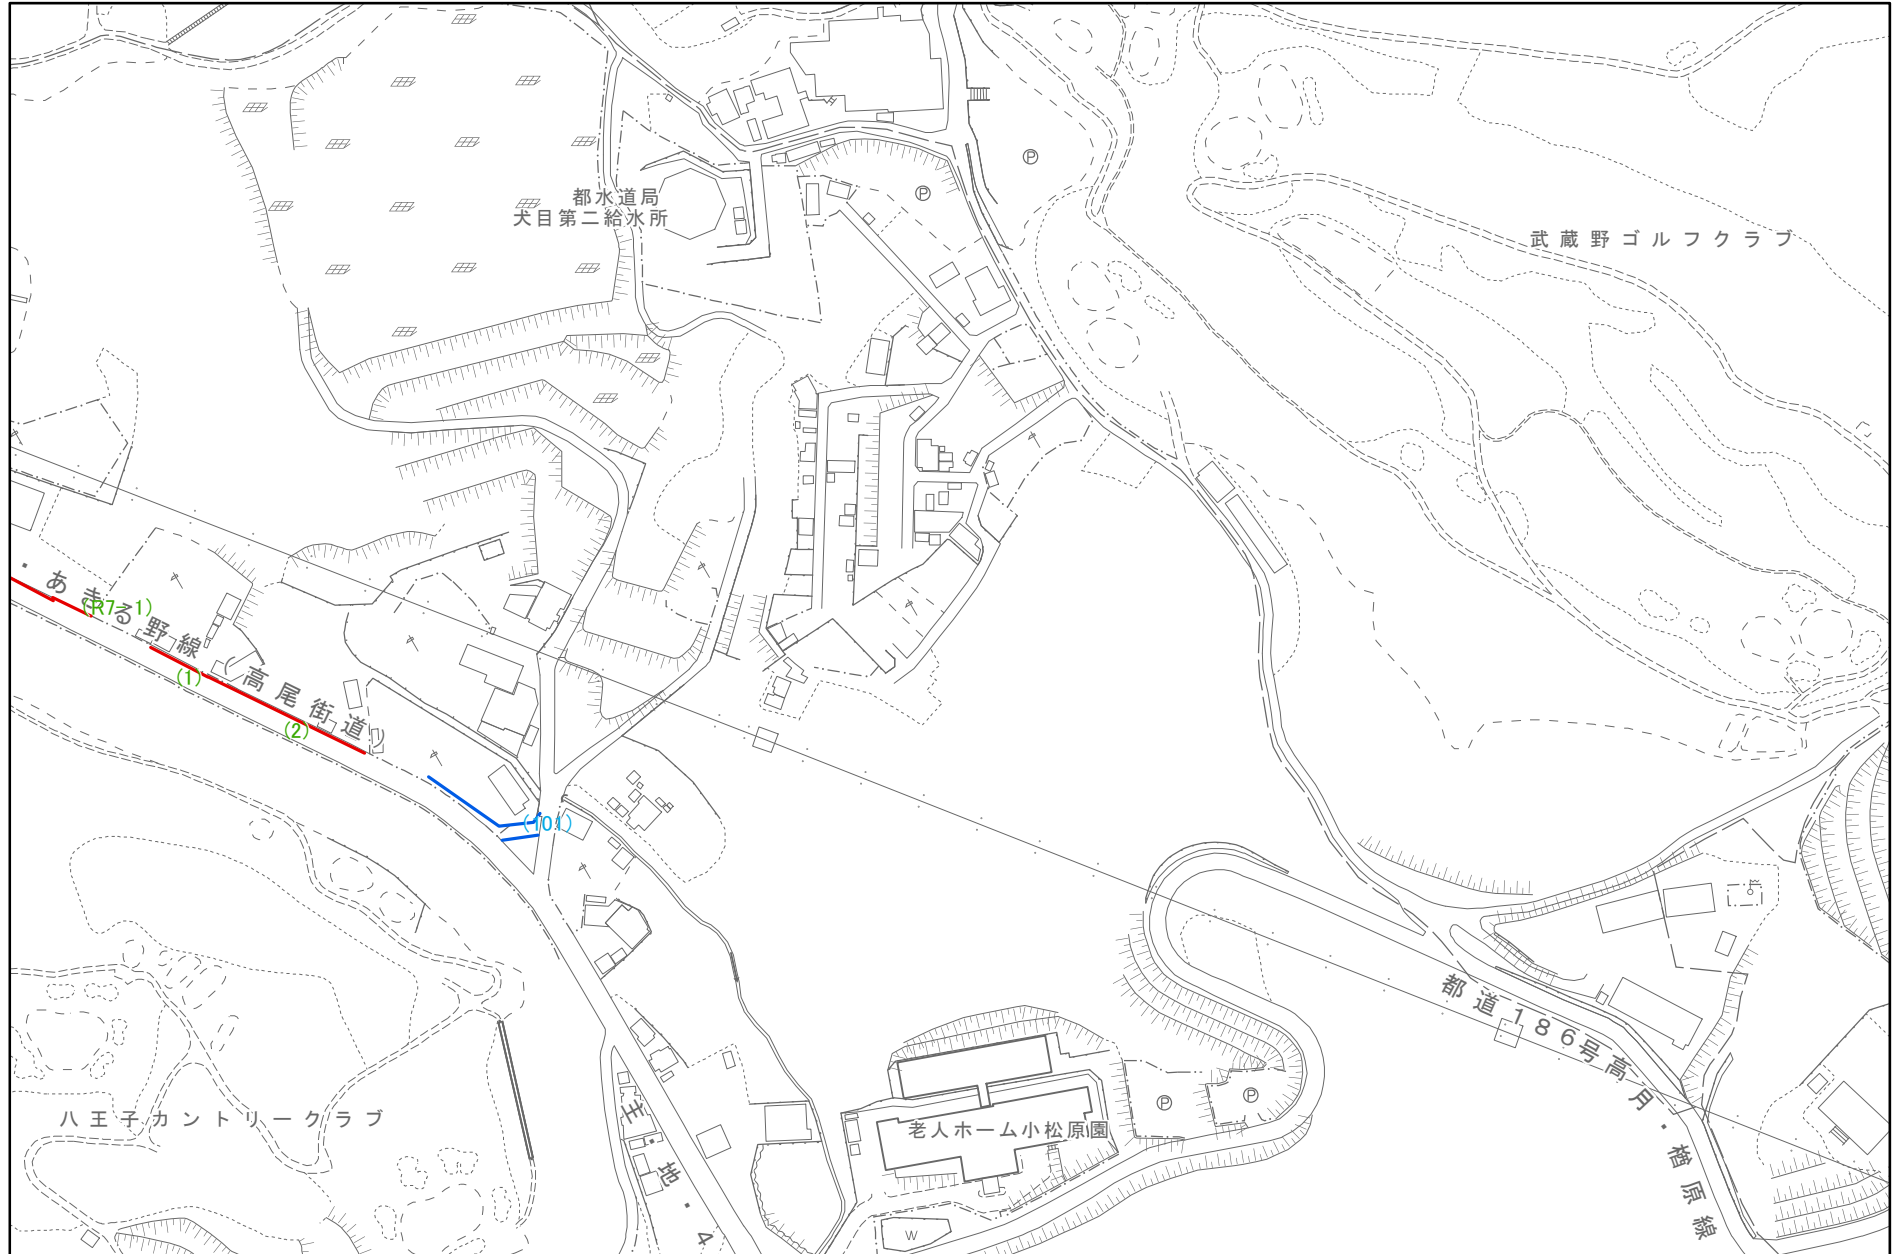 都水道局
犬目第二給水所
武蔵野ゴルフクラブ
Ⓟ
Ⓟ
・あきる野線(高尾街道)
(R7-1)
(1)
(2)
(101)
都道186号高月・楢原線
八王子カントリークラブ
老人ホーム小松原園
Ⓟ
Ⓟ
主・地・4
W